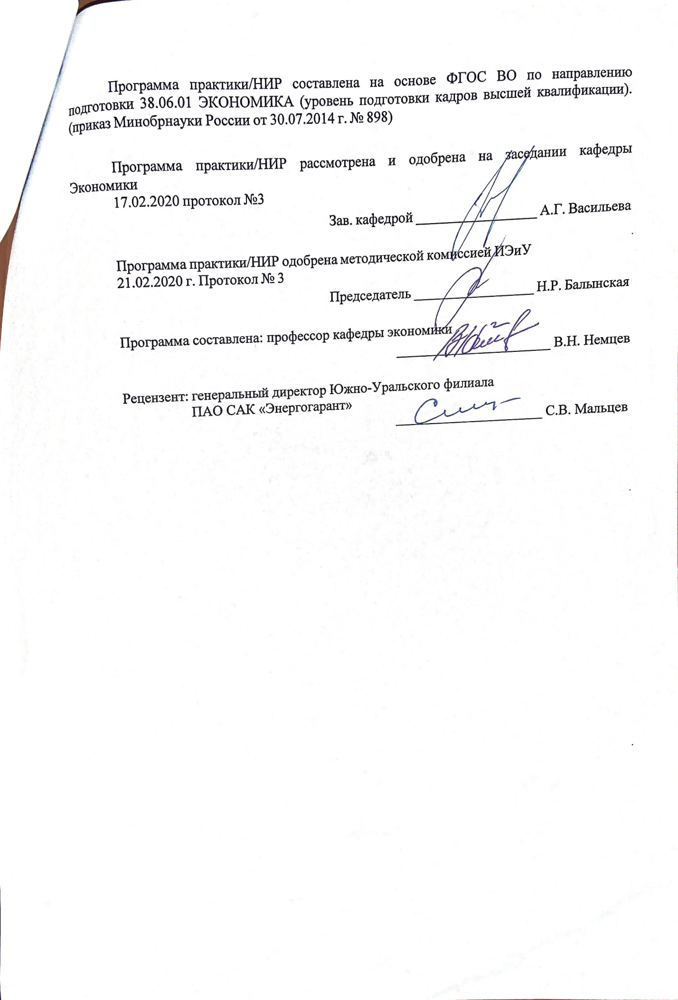 Программа практики/НИР составлена на основе ФГОС ВО по направлению
подготовки 38.06.01 ЭКОНОМИКА (уровень подготовки кадров высшей квалификации).
(приказ Минобрнауки России от 30.07.2014 г. № 898)
Программа практики/НИР рассмотрена и одобрена на заседании кафедры
Экономики
17.02.2020 протокол №3
Зав. кафедрой _________________ А.Г. Васильева
Программа практики/НИР одобрена методической комиссией ИЭиУ
21.02.2020 г. Протокол № 3
Председатель _________________ Н.Р. Балынская
Программа составлена: профессор кафедры экономики
_____________________ В.Н. Немцев
Рецензент: генеральный директор Южно-Уральского филиала
ПАО САК «Энергогарант»
_____________________ С.В. Мальцев